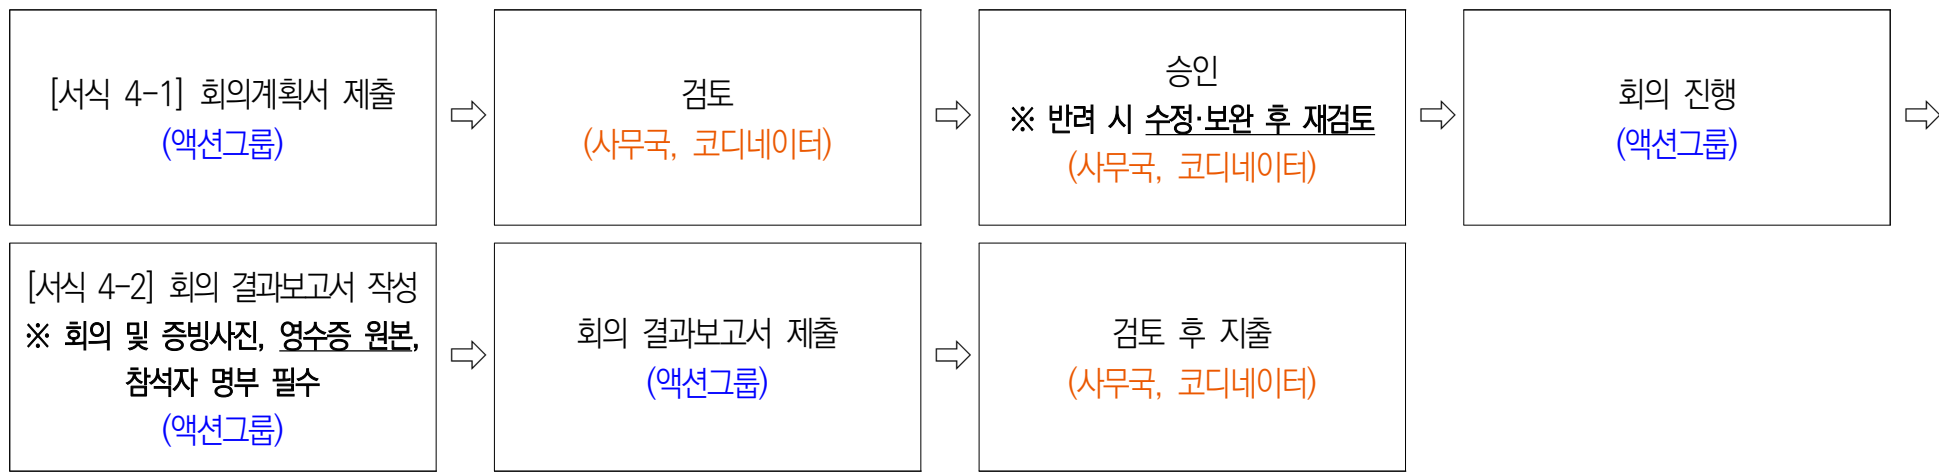 [서식 4-1] 회의계획서 제출
(액션그룹)
⇨
검토
(사무국, 코디네이터)
⇨
승인
※ 반려 시 수정·보완 후 재검토
(사무국, 코디네이터)
⇨
회의 진행
(액션그룹)
⇨
[서식 4-2] 회의 결과보고서 작성
※ 회의 및 증빙사진, 영수증 원본,
참석자 명부 필수
(액션그룹)
⇨
회의 결과보고서 제출
(액션그룹)
⇨
검토 후 지출
(사무국, 코디네이터)